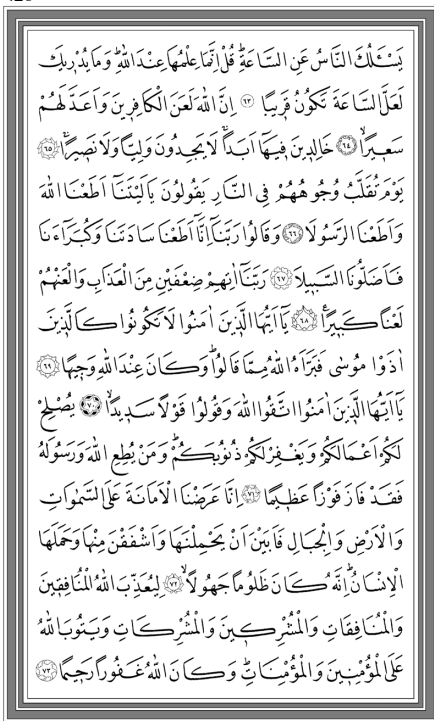 يَسْـَٔلُكَ النَّاسُ عَنِ السَّاعَةِۜ قُلْ اِنَّمَا عِلْمُهَا عِنْدَ اللّٰهِۜ وَمَا يُدْرٖيكَ
لَعَلَّ السَّاعَةَ تَكُونُ قَرٖيبًا ﴿٦٣﴾ اِنَّ اللّٰهَ لَعَنَ الْكَافِرٖينَ وَاَعَدَّ لَهُمْ
سَعٖيرًاۙ ﴿٦٤﴾ خَالِدٖينَ فٖيهَٓا اَبَدًاۚ لَا يَجِدُونَ وَلِيًّا وَلَا نَصٖيرًاۚ ﴿٦٥﴾
يَوْمَ تُقَلَّبُ وُجُوهُهُمْ فِي النَّارِ يَقُولُونَ يَا لَيْتَنَٓا اَطَعْنَا اللّٰهَ
وَاَطَعْنَا الرَّسُولَا ﴿٦٦﴾ وَقَالُوا رَبَّنَٓا اِنَّٓا اَطَعْنَا سَادَتَنَا وَكُبَرَٓاءَنَا
فَاَضَلُّونَا السَّبٖيلَا ﴿٦٧﴾ رَبَّنَٓا اٰتِهِمْ ضِعْفَيْنِ مِنَ الْعَذَابِ وَالْعَنْهُمْ
لَعْنًا كَبٖيرًا۟ ﴿٦٨﴾ يَٓا اَيُّهَا الَّذٖينَ اٰمَنُوا لَا تَكُونُوا كَالَّذٖينَ
اٰذَوْا مُوسٰى فَبَرَّاَهُ اللّٰهُ مِمَّا قَالُواۜ وَكَانَ عِنْدَ اللّٰهِ وَجٖيهًا ﴿٦٩﴾
يَٓا اَيُّهَا الَّذٖينَ اٰمَنُوا اتَّقُوا اللّٰهَ وَقُولُوا قَوْلًا سَدٖيدًاۙ ﴿٧٠﴾ يُصْلِحْ
لَكُمْ اَعْمَالَكُمْ وَيَغْفِرْ لَكُمْ ذُنُوبَكُمْۜ وَمَنْ يُطِعِ اللّٰهَ وَرَسُولَهُ
فَقَدْ فَازَ فَوْزًا عَظٖيمًا ﴿٧١﴾ اِنَّا عَرَضْنَا الْاَمَانَةَ عَلَى السَّمٰوَاتِ
وَالْاَرْضِ وَالْجِبَالِ فَاَبَيْنَ اَنْ يَحْمِلْنَهَا وَاَشْفَقْنَ مِنْهَا وَحَمَلَهَا
الْاِنْسَانُۜ اِنَّهُ كَانَ ظَلُومًا جَهُولًاۙ ﴿٧٢﴾ لِيُعَذِّبَ اللّٰهُ الْمُنَافِقٖينَ
وَالْمُنَافِقَاتِ وَالْمُشْرِكٖينَ وَالْمُشْرِكَاتِ وَيَتُوبَ اللّٰهُ
عَلَى الْمُؤْمِنٖينَ وَالْمُؤْمِنَاتِۜ وَكَانَ اللّٰهُ غَفُورًا رَحٖيمًا ﴿٧٣﴾